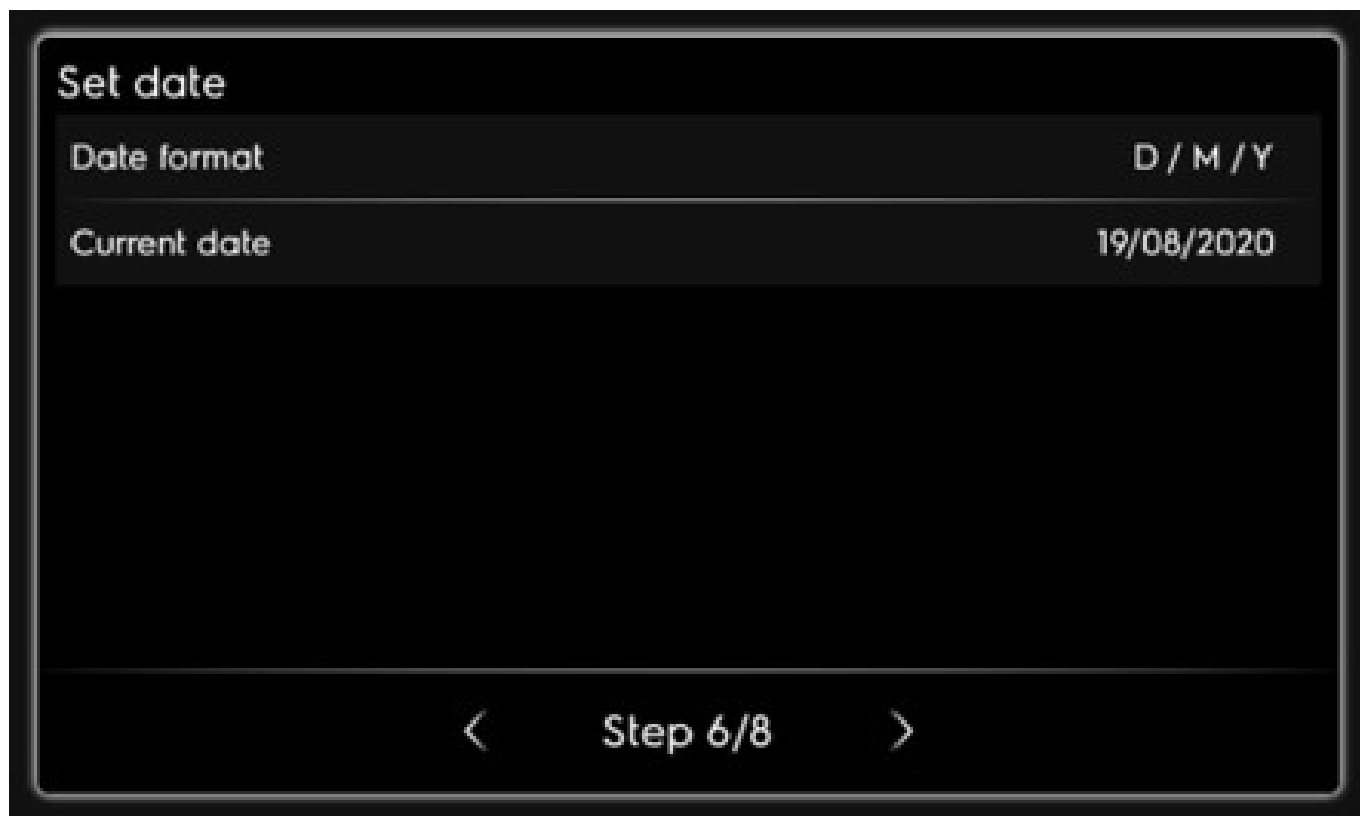 Set date
Date format D / M / Y
Current date 19/08/2020
< Step 6/8 >